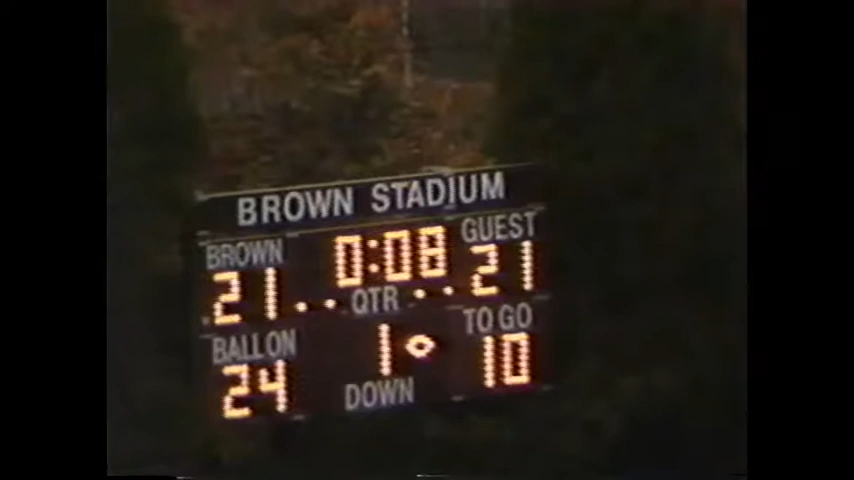 BROWN STADIUM
BROWN 0:08 GUEST
21 QTR 21
BALL ON 1 TO GO
24 DOWN 10